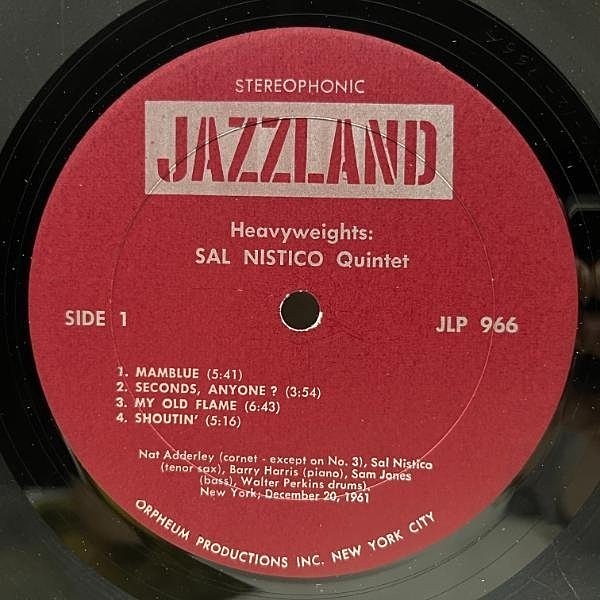 STEREOPHONIC
JAZZLAND
Heavyweights:
SAL NISTICO Quintet
SIDE 1
JLP 966
1. MAMBLUE (5:41)
2. SECONDS, ANYONE? (3:54)
3. MY OLD FLAME (6:43)
4. SHOUTIN' (5:16)
Nat Adderley (cornet - except on No. 3), Sal Nistico
(tenor sax), Barry Harris (piano), Sam Jones
(bass), Walter Perkins drums).
New York, December 20, 1961
ORPHEUM PRODUCTIONS INC. NEW YORK CITY